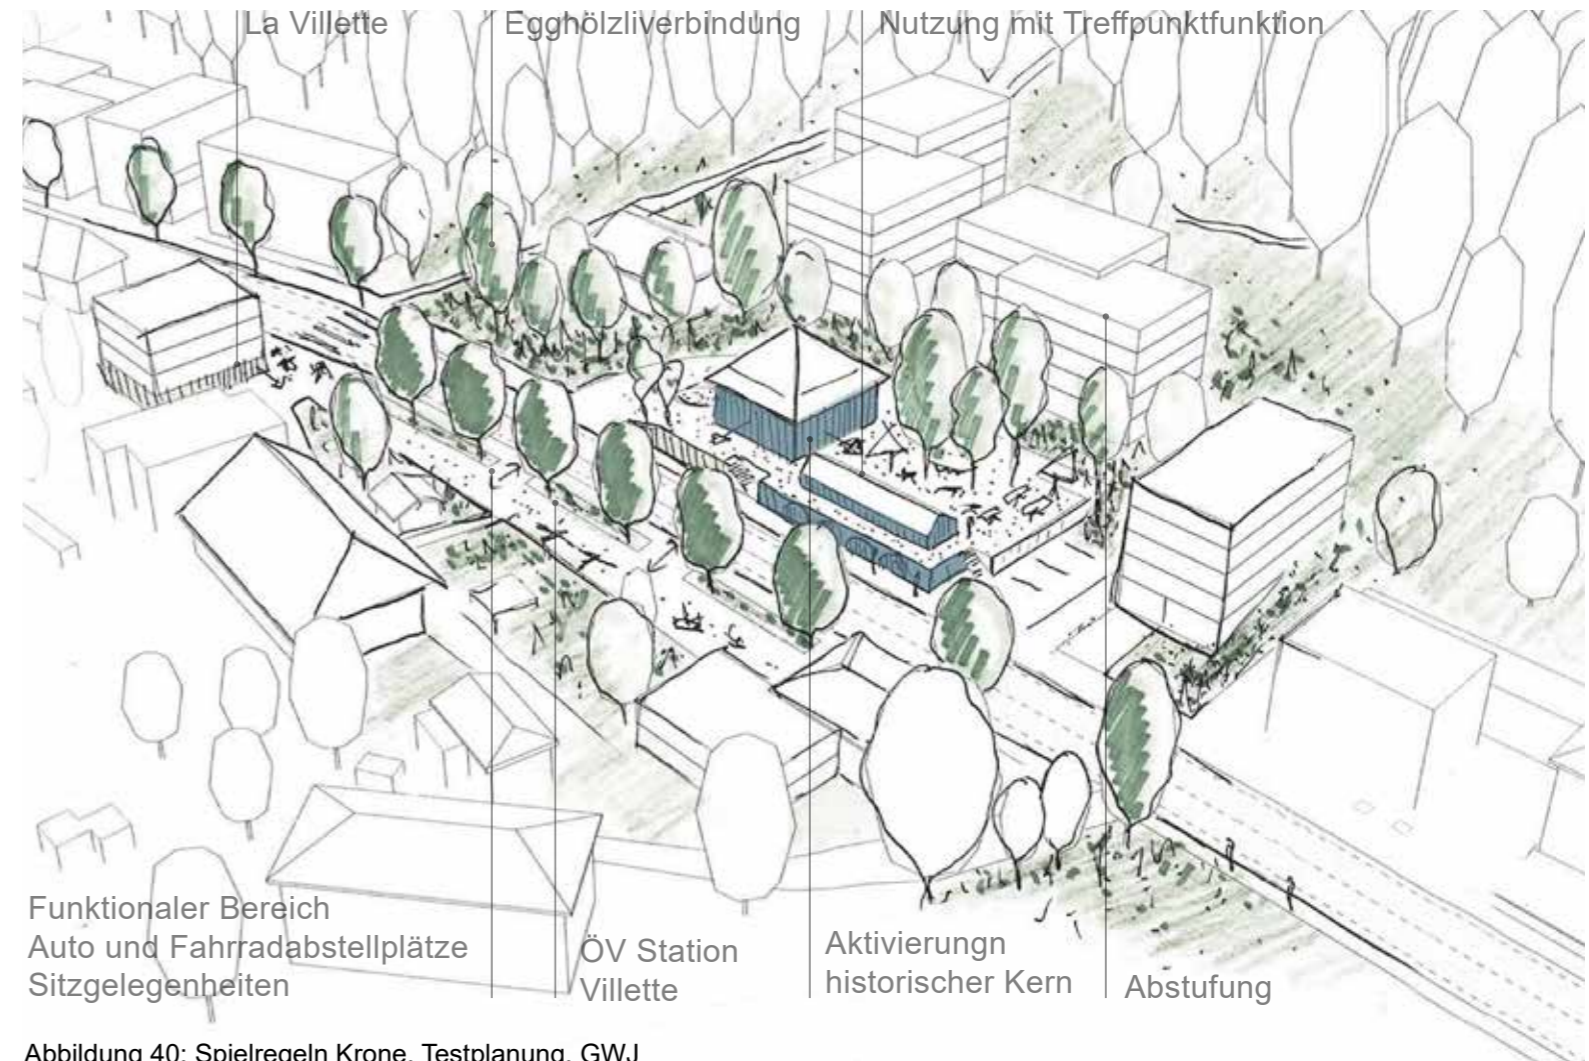 La Villette
Egghölzliverbindung
Nutzung mit Treffpunktfunktion
Funktionaler Bereich
Auto und Fahrradabstellplätze
Sitzgelegenheiten
ÖV Station
Villette
Aktivierungn
historischer Kern
Abstufung
Abbildung 40: Spielregeln Krone, Testplanung, GWJ